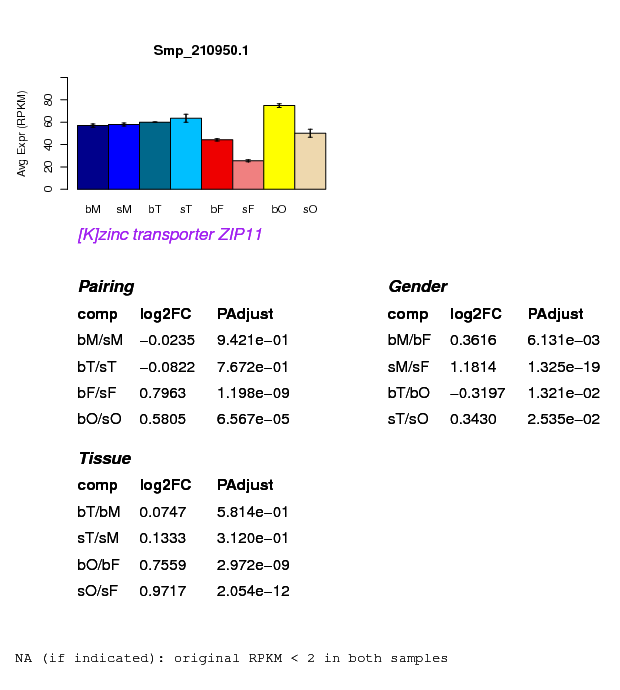 Smp_210950.1
Avg Expr (RPKM)
0 20 40 60 80
bM sM bT sT bF sF bO sO
[K]zinc transporter ZIP11
Pairing
comp log2FC PAdjust
bM/sM −0.0235 9.421e−01
bT/sT −0.0822 7.672e−01
bF/sF 0.7963 1.198e−09
bO/sO 0.5805 6.567e−05
Gender
comp log2FC PAdjust
bM/bF 0.3616 6.131e−03
sM/sF 1.1814 1.325e−19
bT/bO −0.3197 1.321e−02
sT/sO 0.3430 2.535e−02
Tissue
comp log2FC PAdjust
bT/bM 0.0747 5.814e−01
sT/sM 0.1333 3.120e−01
bO/bF 0.7559 2.972e−09
sO/sF 0.9717 2.054e−12
NA (if indicated): original RPKM < 2 in both samples